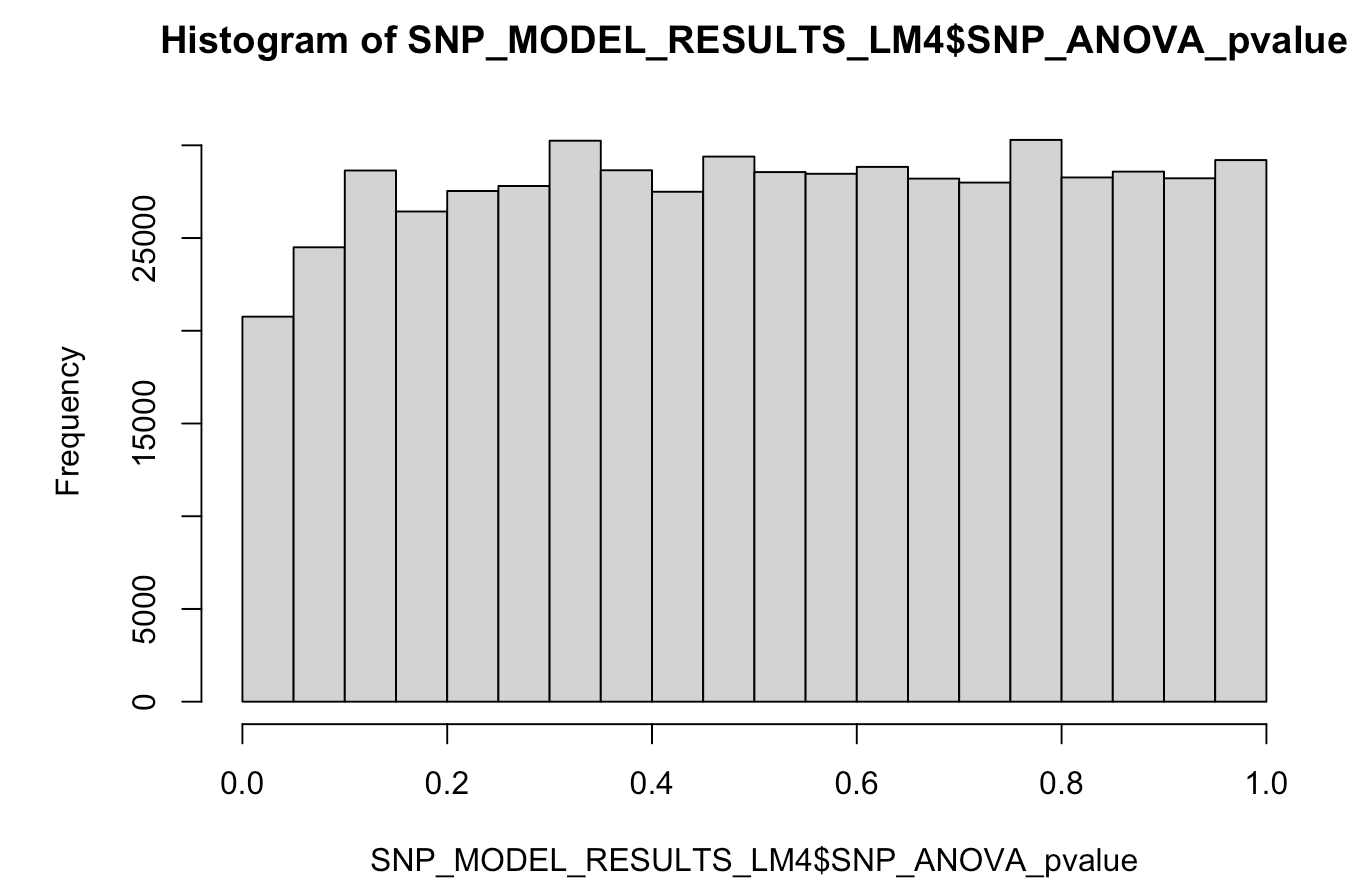 Histogram of SNP_MODEL_RESULTS_LM4$SNP_ANOVA_pvalue
Frequency
25000
15000
5000
0
0.0 0.2 0.4 0.6 0.8 1.0
SNP_MODEL_RESULTS_LM4$SNP_ANOVA_pvalue